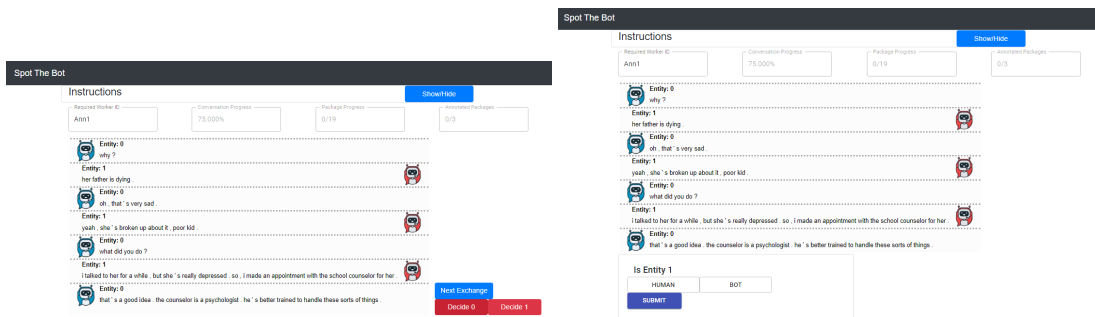 Spot The Bot
Instructions
Show/Hide
Required Worker ID
Conversation Progress
Package Progress
Annotated Packages
Ann1
75.000%
0/19
0/3
Entity: 0
why ?
Entity: 1
her father is dying .
Entity: 0
oh , that ' s very sad .
Entity: 1
yeah , she ' s broken up about it , poor kid .
Entity: 0
what did you do ?
Entity: 1
i talked to her for a while , but she ' s really depressed . so , i made an appointment with the school counselor for her .
Entity: 0
that ' s a good idea . the counselor is a psychologist . he ' s better trained to handle these sorts of things .
Next Exchange
Decide 0
Decide 1
Spot The Bot
Instructions
Show/Hide
Required Worker ID
Conversation Progress
Package Progress
Annotated Packages
Ann1
75.000%
0/19
0/3
Entity: 0
why ?
Entity: 1
her father is dying .
Entity: 0
oh , that ' s very sad .
Entity: 1
yeah , she ' s broken up about it , poor kid .
Entity: 0
what did you do ?
Entity: 1
i talked to her for a while , but she ' s really depressed . so , i made an appointment with the school counselor for her .
Entity: 0
that ' s a good idea . the counselor is a psychologist . he ' s better trained to handle these sorts of things .
Is Entity 1
HUMAN
BOT
SUBMIT